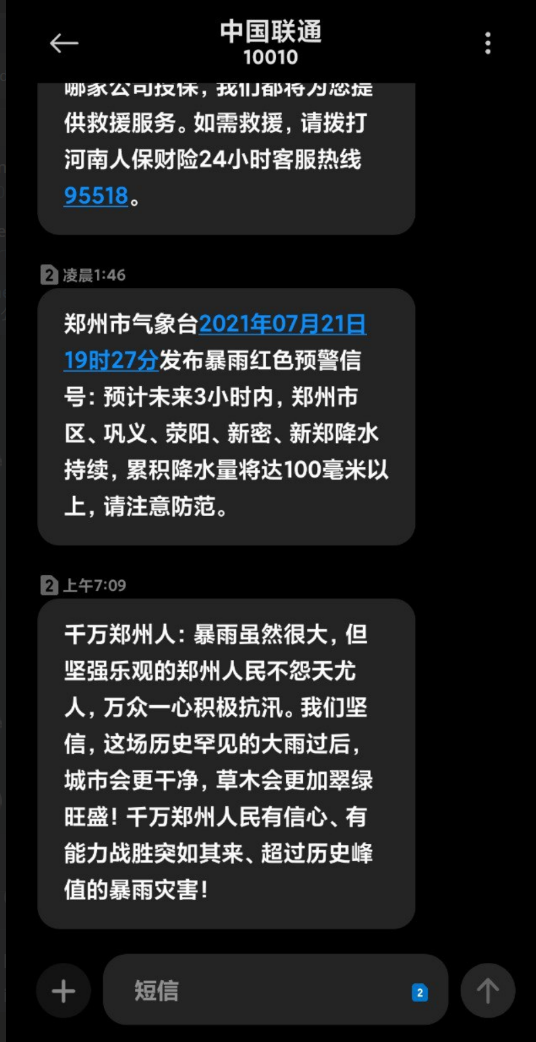 中国联通
10010
哪家公司投保，我们都将为您提
供救援服务。如需救援，请拨打
河南人保财险24小时客服热线
95518。
2 凌晨1:46
郑州市气象台2021年07月21日
19时27分发布暴雨红色预警信
号：预计未来3小时内，郑州市
区、巩义、荥阳、新密、新郑降水
持续，累积降水量将达100毫米以
上，请注意防范。
2 上午7:09
千万郑州人：暴雨虽然很大，但
坚强乐观的郑州人民不怨天尤
人，万众一心积极抗汛。我们坚
信，这场历史罕见的大雨过后，
城市会更干净，草木会更加翠绿
旺盛！千万郑州人民有信心、有
能力战胜突如其来、超过历史峰
值的暴雨灾害！
短信 2